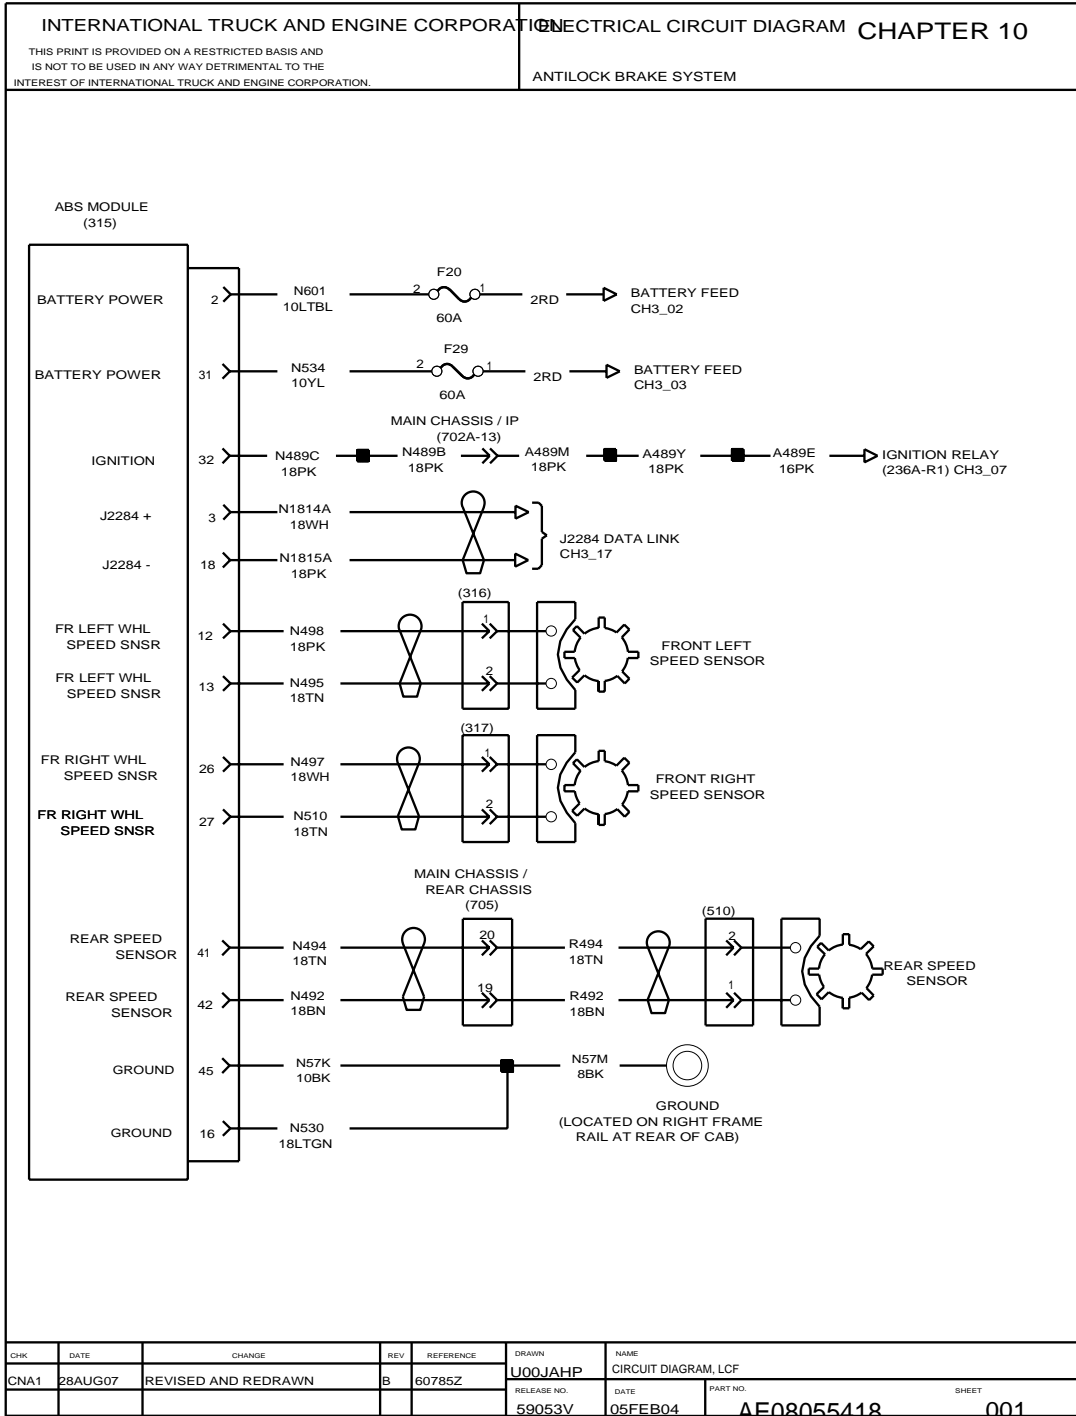 INTERNATIONAL TRUCK AND ENGINE CORPORATION
THIS PRINT IS PROVIDED ON A RESTRICTED BASIS AND
IS NOT TO BE USED IN ANY WAY DETRIMENTAL TO THE
INTEREST OF INTERNATIONAL TRUCK AND ENGINE CORPORATION.
ELECTRICAL CIRCUIT DIAGRAM CHAPTER 10
ANTILOCK BRAKE SYSTEM
ABS MODULE
(315)
BATTERY POWER 2 N601
10LTBL
F20
2 1
60A
2RD
BATTERY FEED
CH3_02
BATTERY POWER 31 N534
10YL
F29
2 1
60A
2RD
BATTERY FEED
CH3_03
MAIN CHASSIS / IP
(702A-13)
IGNITION 32 N489C
18PK
N489B
18PK
A489M
18PK
A489Y
18PK
A489E
16PK
IGNITION RELAY
(236A-R1) CH3_07
J2284 + 3 N1814A
18WH
J2284 - 18 N1815A
18PK
J2284 DATA LINK
CH3_17
(316)
FR LEFT WHL
SPEED SNSR
12 N498
18PK
1
FR LEFT WHL
SPEED SNSR
13 N495
18TN
2
FRONT LEFT
SPEED SENSOR
(317)
FR RIGHT WHL
SPEED SNSR
26 N497
18WH
1
FR RIGHT WHL
SPEED SNSR
27 N510
18TN
2
FRONT RIGHT
SPEED SENSOR
MAIN CHASSIS /
REAR CHASSIS
(705)
(510)
REAR SPEED
SENSOR
41 N494
18TN
20
R494
18TN
2
REAR SPEED
SENSOR
42 N492
18BN
19
R492
18BN
1
REAR SPEED
SENSOR
GROUND 45 N57K
10BK
N57M
8BK
GROUND
(LOCATED ON RIGHT FRAME
RAIL AT REAR OF CAB)
GROUND 16 N530
18LTGN
CHK DATE CHANGE REV REFERENCE
CNA1 28AUG07 REVISED AND REDRAWN B 60785Z
DRAWN
U00JAHP
NAME
CIRCUIT DIAGRAM, LCF
RELEASE NO.
59053V
DATE
05FEB04
PART NO.
AE08055418
SHEET
001